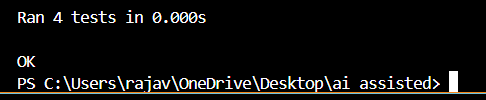 Ran 4 tests in 0.000s
OK
PS C:\Users\rajav\OneDrive\Desktop\ai assisted>